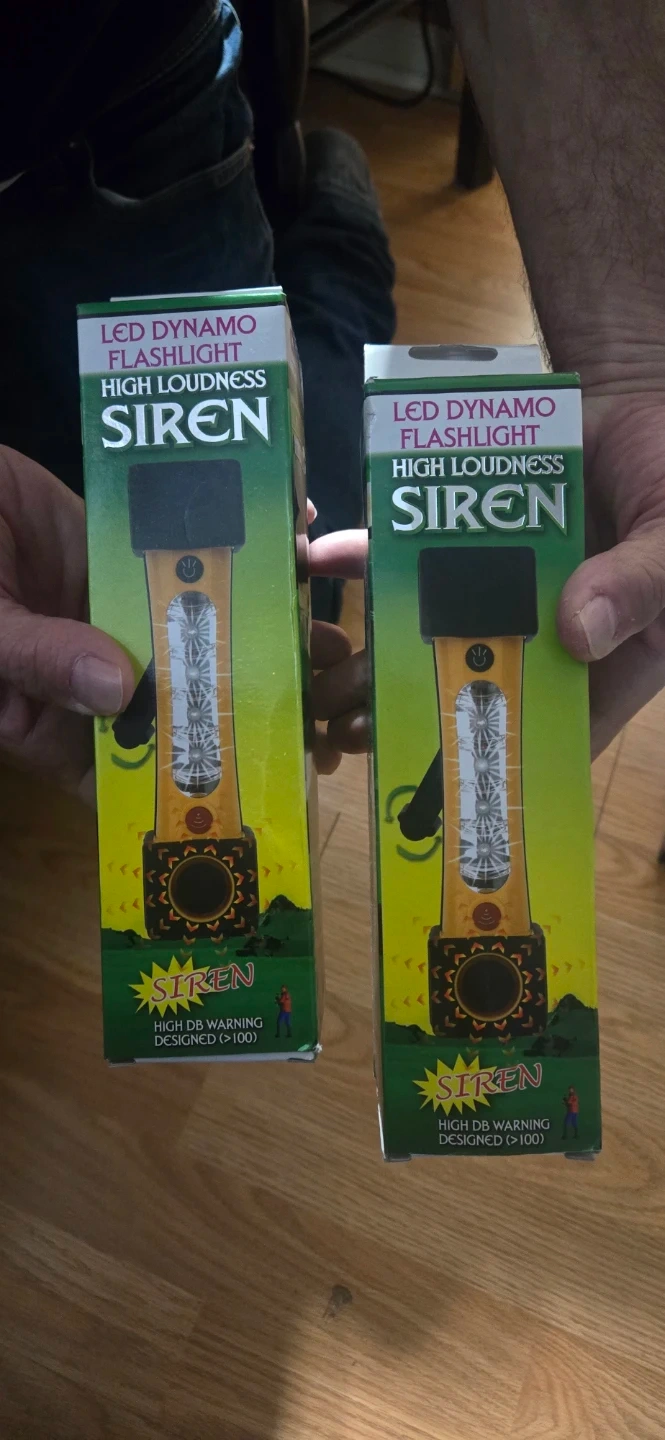 LED DYNAMO
FLASHLIGHT
HIGH LOUDNESS
SIREN
SIREN
HIGH DB WARNING
DESIGNED (>100)
LED DYNAMO
FLASHLIGHT
HIGH LOUDNESS
SIREN
SIREN
HIGH DB WARNING
DESIGNED (>100)